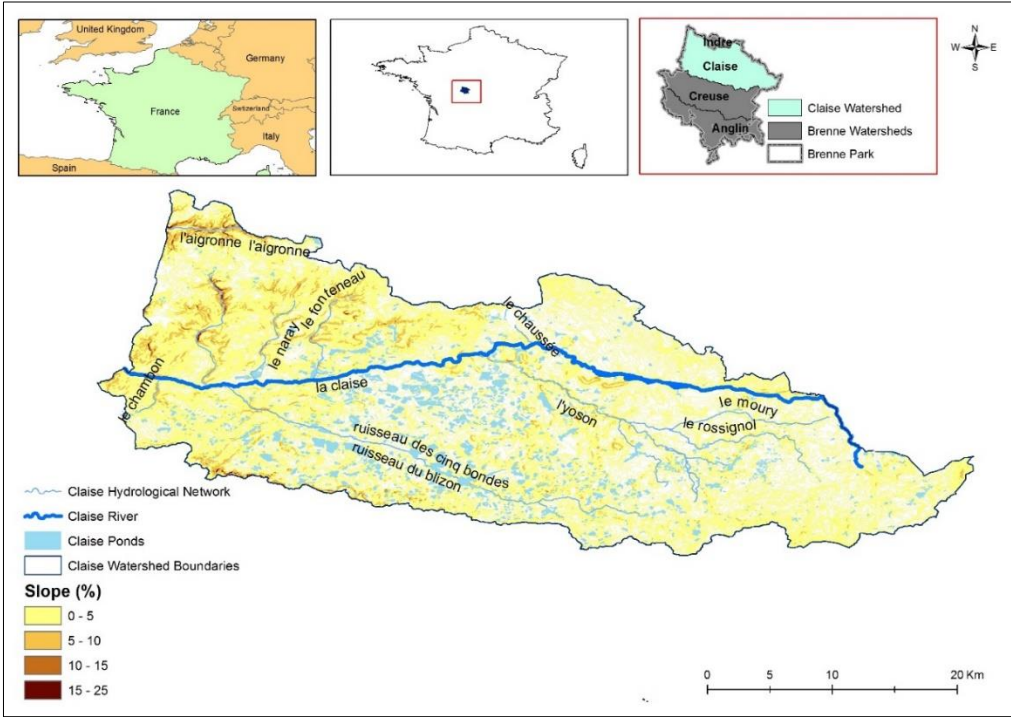 United Kingdom
Germany
France
Switzerland
Italy
Spain
Indre
Claise
Creuse
Anglin
Claise Watershed
Brenne Watersheds
Brenne Park
N
W E
S
l'aigronne l'aigronne
le fonteneau
le naray
le chaussée
le chambon
la claise
l'yoson
le moury
le rossignol
ruisseau des cinq bondes
ruisseau du blizon
Claise Hydrological Network
Claise River
Claise Ponds
Claise Watershed Boundaries
Slope (%)
0 - 5
5 - 10
10 - 15
15 - 25
0 5 10 20 Km